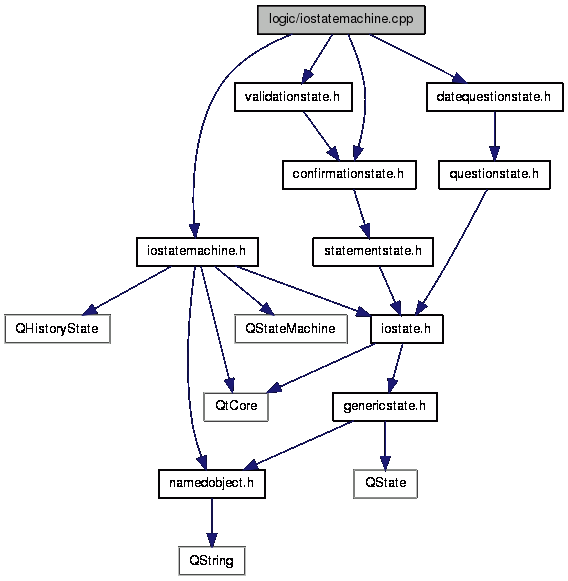 logic/iostatemachine.cpp
validationstate.h
datequestionstate.h
confirmationstate.h
questionstate.h
iostatemachine.h
statementstate.h
QHistoryState
QStateMachine
iostate.h
QtCore
genericstate.h
namedobject.h
QState
QString